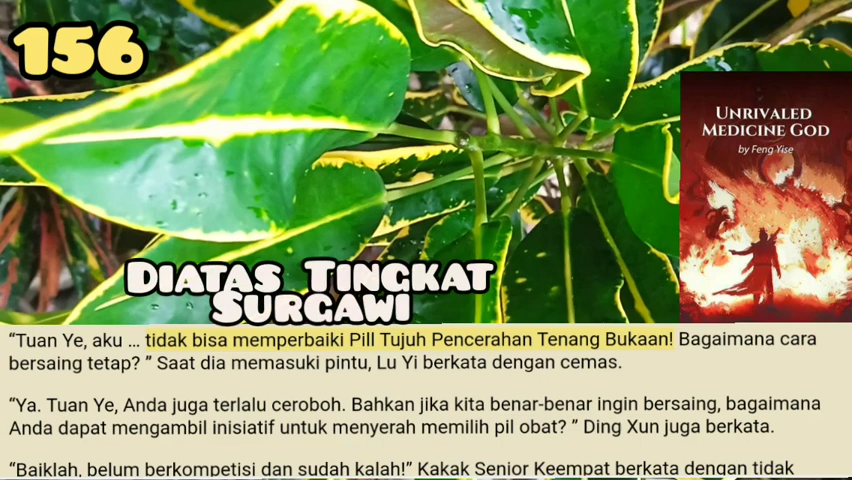 156
UNRIVALED
MEDICINE GOD
by Feng Yise
DIATAS TINGKAT
SURGAWI
“Tuan Ye, aku ... tidak bisa memperbaiki Pill Tujuh Pencerahan Tenang Bukaan! Bagaimana cara
bersaing tetap? ” Saat dia memasuki pintu, Lu Yi berkata dengan cemas.
“Ya. Tuan Ye, Anda juga terlalu ceroboh. Bahkan jika kita benar-benar ingin bersaing, bagaimana
Anda dapat mengambil inisiatif untuk menyerah memilih pil obat? ” Ding Xun juga berkata.
“Baiklah, belum berkompetisi dan sudah kalah!” Kakak Senior Keempat berkata dengan tidak